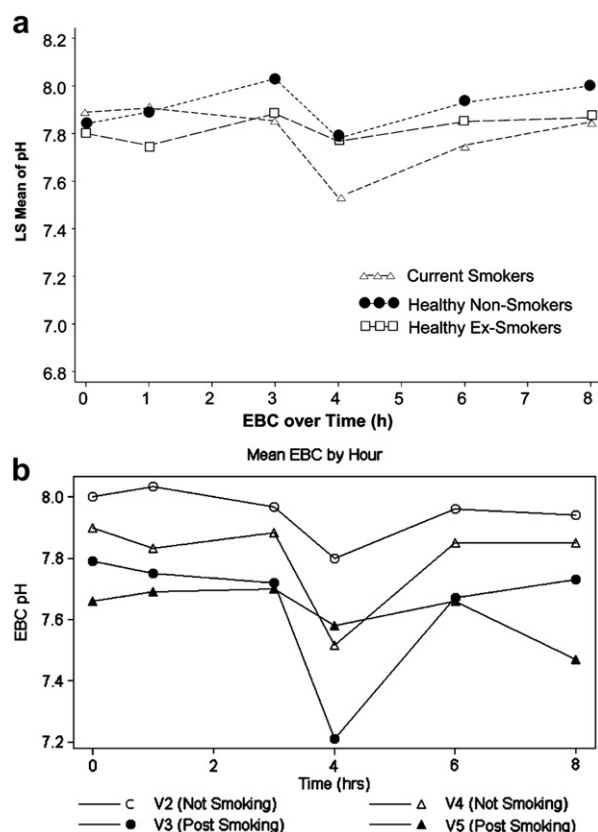 a
8.2
8.0
7.8
7.6
7.4
7.2
7.0
6.8
LS Mean of pH
Current Smokers
Healthy Non-Smokers
Healthy Ex-Smokers
0 1 2 3 4 5 6 7 8
EBC over Time (h)
b
Mean EBC by Hour
8.0
7.8
7.6
7.4
7.2
EBC pH
0 2 4 6 8
Time (hrs)
V2 (Not Smoking) V4 (Not Smoking)
V3 (Post Smoking) V5 (Post Smoking)